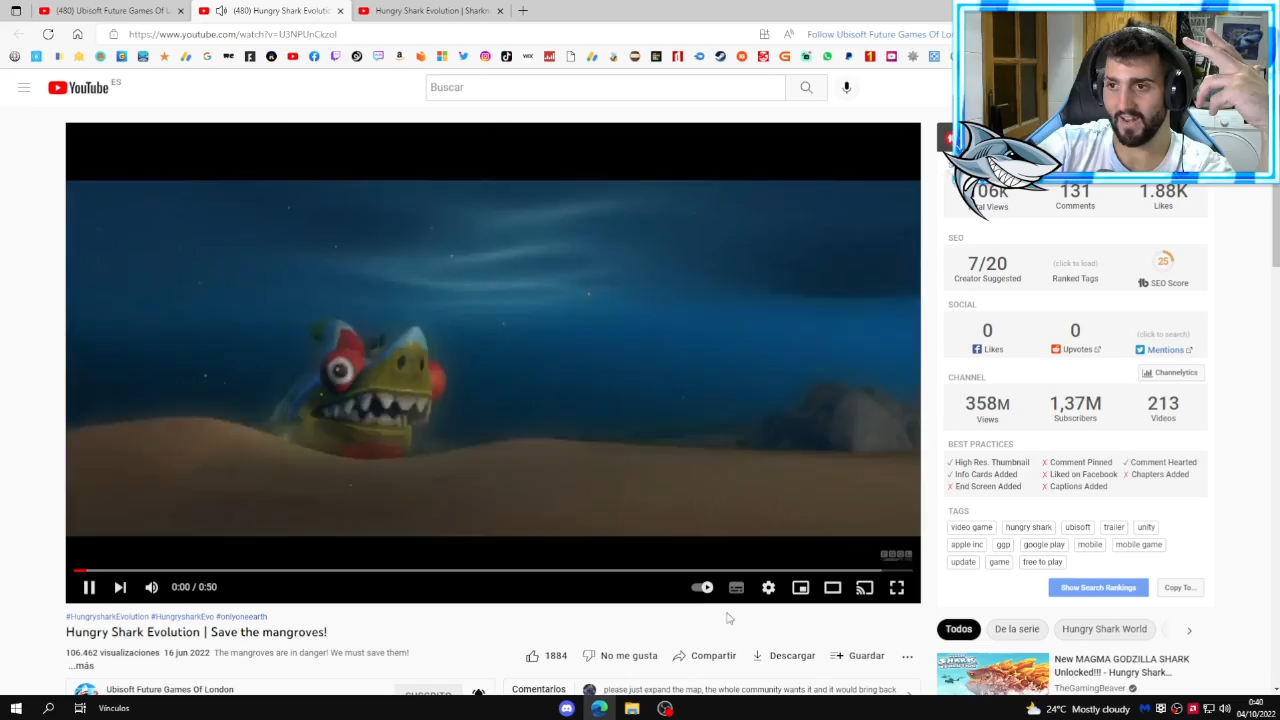 (480) Ubisoft Future Games Of L
(480) Hungry Shark Evolutio
Hungry Shark Evolution | Shark
https://www.youtube.com/watch?v=U3NPUnCkzoI
Follow Ubisoft Future Games Of Lon
YouTube ES
Buscar
131
1.88K
Comments
Likes
SEO
7/20
(click to load)
25
Creator Suggested
Ranked Tags
SEO Score
SOCIAL
0
0
(click to search)
Likes
Upvotes
Mentions
CHANNEL
Channelytics
358M
1,37M
213
Views
Subscribers
Videos
BEST PRACTICES
√ High Res. Thumbnail
X Comment Pinned
√ Comment Hearted
√ Info Cards Added
X Liked on Facebook
X Chapters Added
X End Screen Added
X Captions Added
TAGS
video game
hungry shark
ubisoft
trailer
unity
apple inc
ggp
google play
mobile
mobile game
update
game
free to play
Show Search Rankings
Copy To...
0:00 / 0:50
#HungrysharkEvolution #HungrysharkEvo #onlyoneearth
Hungry Shark Evolution | Save the mangroves!
106.462 visualizaciones 16 jun 2022 The mangroves are in danger! We must save them!
...más
1884
No me gusta
Compartir
Descargar
Guardar
Todos
De la serie
Hungry Shark World
New MAGMA GODZILLA SHARK
Unlocked!!! - Hungry Shark...
TheGamingBeaver
Ubisoft Future Games Of London
Comentarios
please just expand the map, the whole community wants it and it would bring back
Vínculos
24°C Mostly cloudy
0:40
04/10/2022